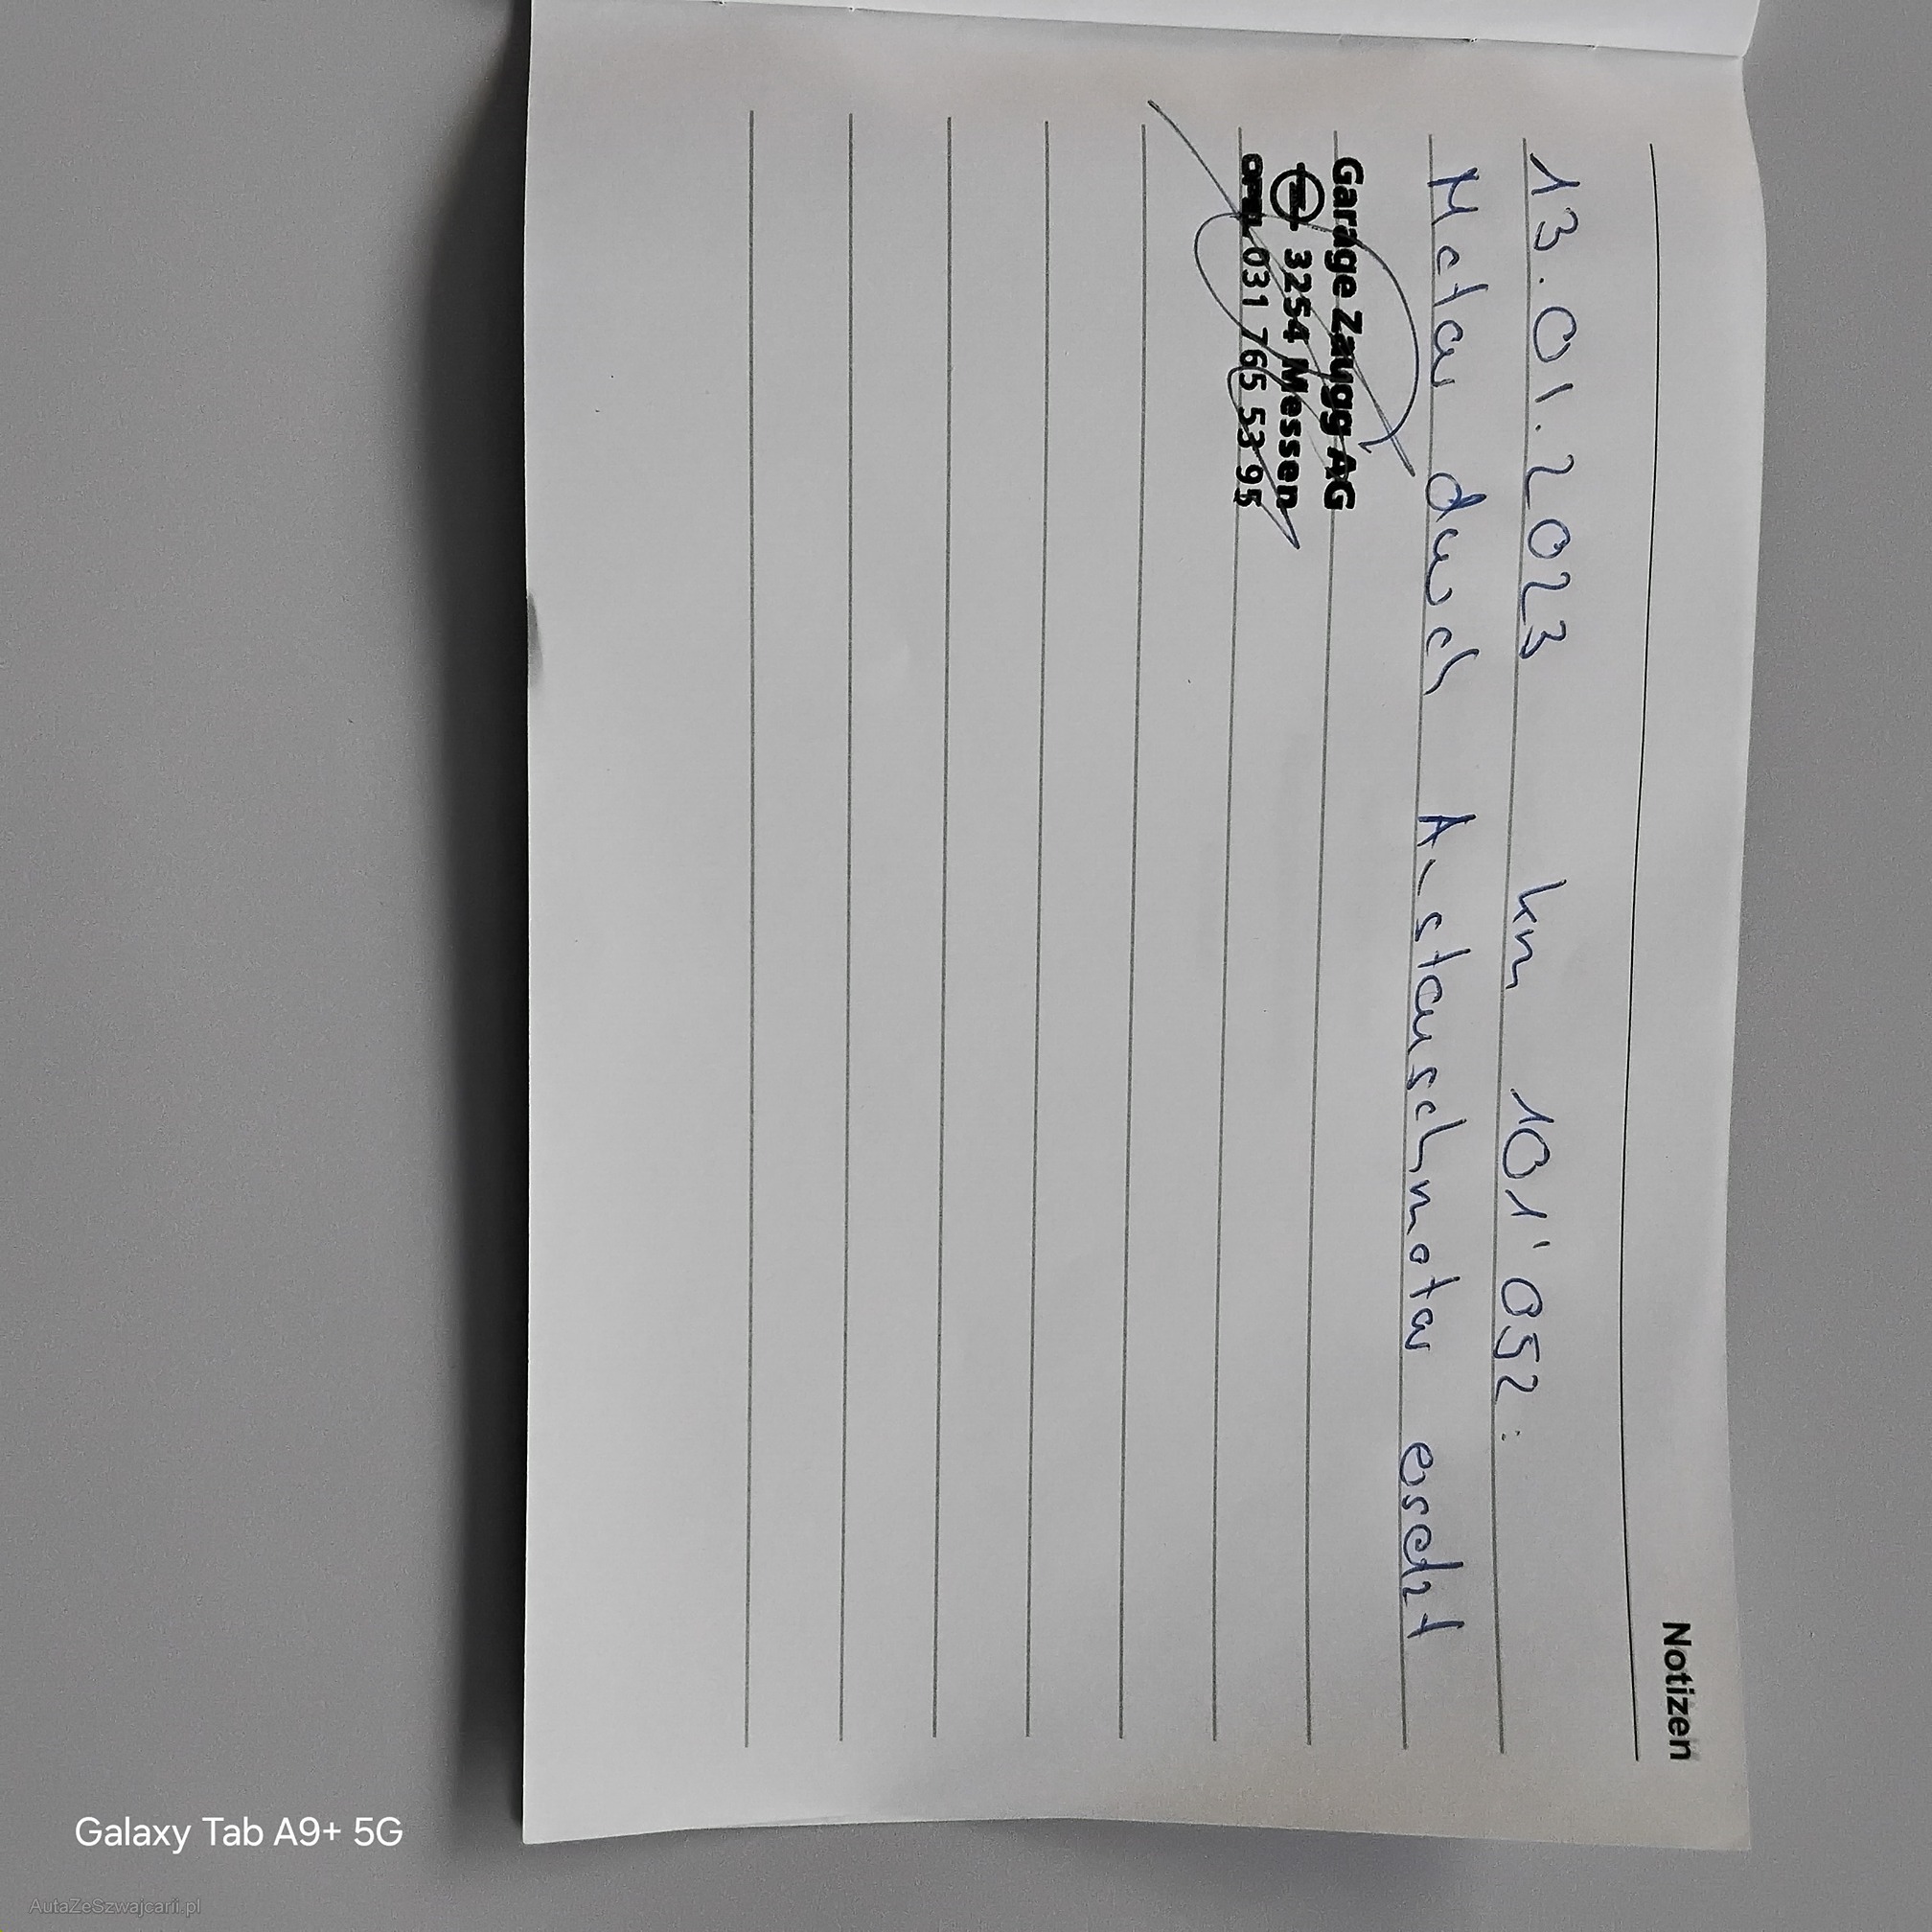 Notizen
13.01.2023 km 101'052:
Motor durch Austauschmotor ersetzt
Garage Zaugg AG
3254 Messen
OPEL 031 765 53 95
Galaxy Tab A9+ 5G
AutaZeSzwajcarii.pl